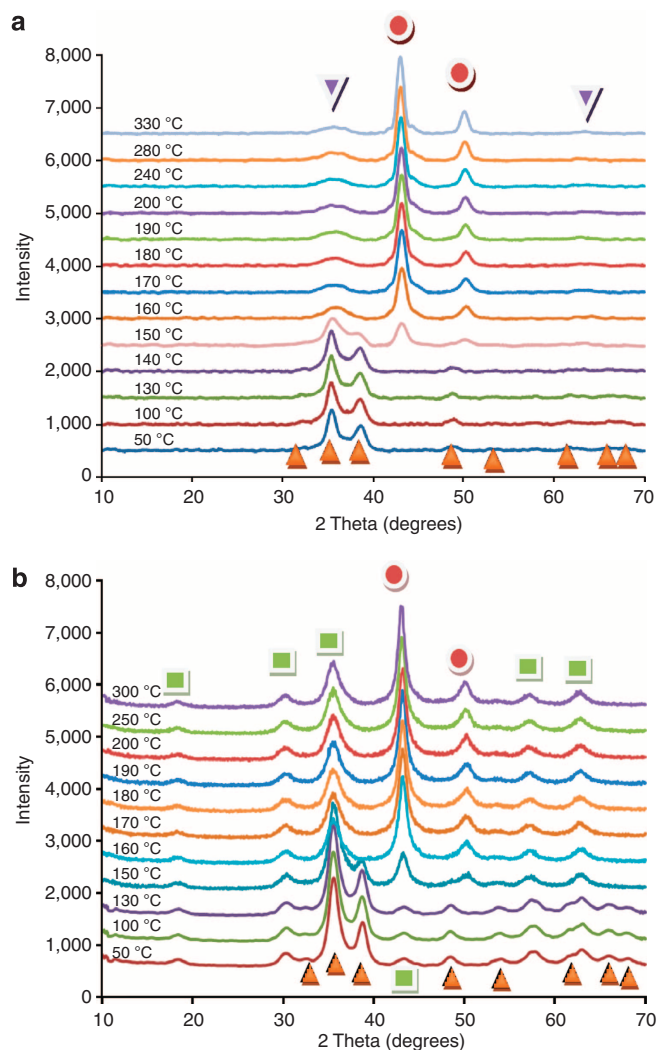 a
8,000
7,000
6,000
5,000
4,000
3,000
2,000
1,000
0
Intensity
330 °C
280 °C
240 °C
200 °C
190 °C
180 °C
170 °C
160 °C
150 °C
140 °C
130 °C
100 °C
50 °C
10 20 30 40 50 60 70
2 Theta (degrees)
b
8,000
7,000
6,000
5,000
4,000
3,000
2,000
1,000
0
Intensity
300 °C
250 °C
200 °C
190 °C
180 °C
170 °C
160 °C
150 °C
130 °C
100 °C
50 °C
10 20 30 40 50 60 70
2 Theta (degrees)